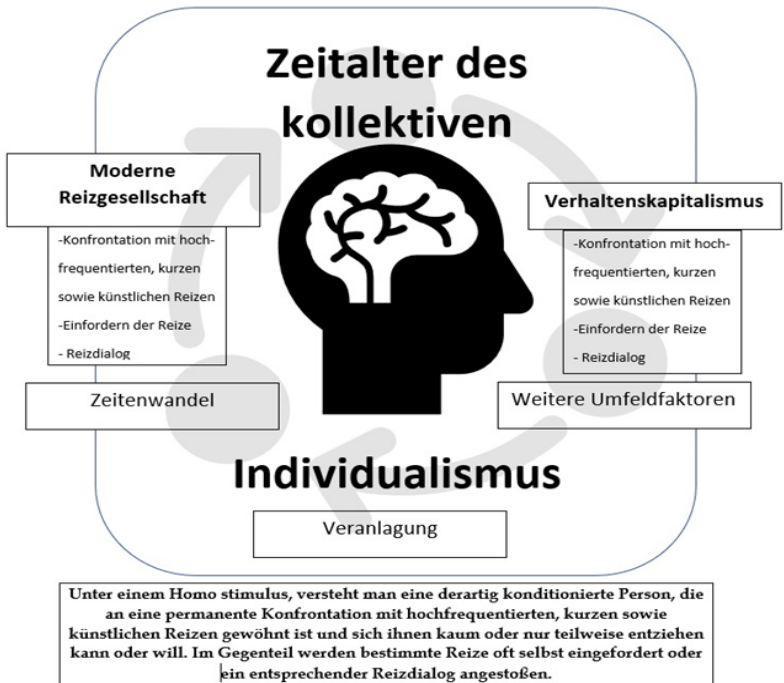 Zeitalter des
kollektiven
Moderne
Reizgesellschaft
-Konfrontation mit hoch-
frequentierten, kurzen
sowie künstlichen Reizen
-Einfordern der Reize
- Reizdialog
Zeitenwandel
Verhaltenskapitalismus
-Konfrontation mit hoch-
frequentierten, kurzen
sowie künstlichen Reizen
-Einfordern der Reize
- Reizdialog
Weitere Umfeldfaktoren
Individualismus
Veranlagung
Unter einem Homo stimulus, versteht man eine derartig konditionierte Person, die
an eine permanente Konfrontation mit hochfrequentierten, kurzen sowie
künstlichen Reizen gewöhnt ist und sich ihnen kaum oder nur teilweise entziehen
kann oder will. Im Gegenteil werden bestimmte Reize oft selbst eingefordert oder
ein entsprechender Reizdialog angestoßen.